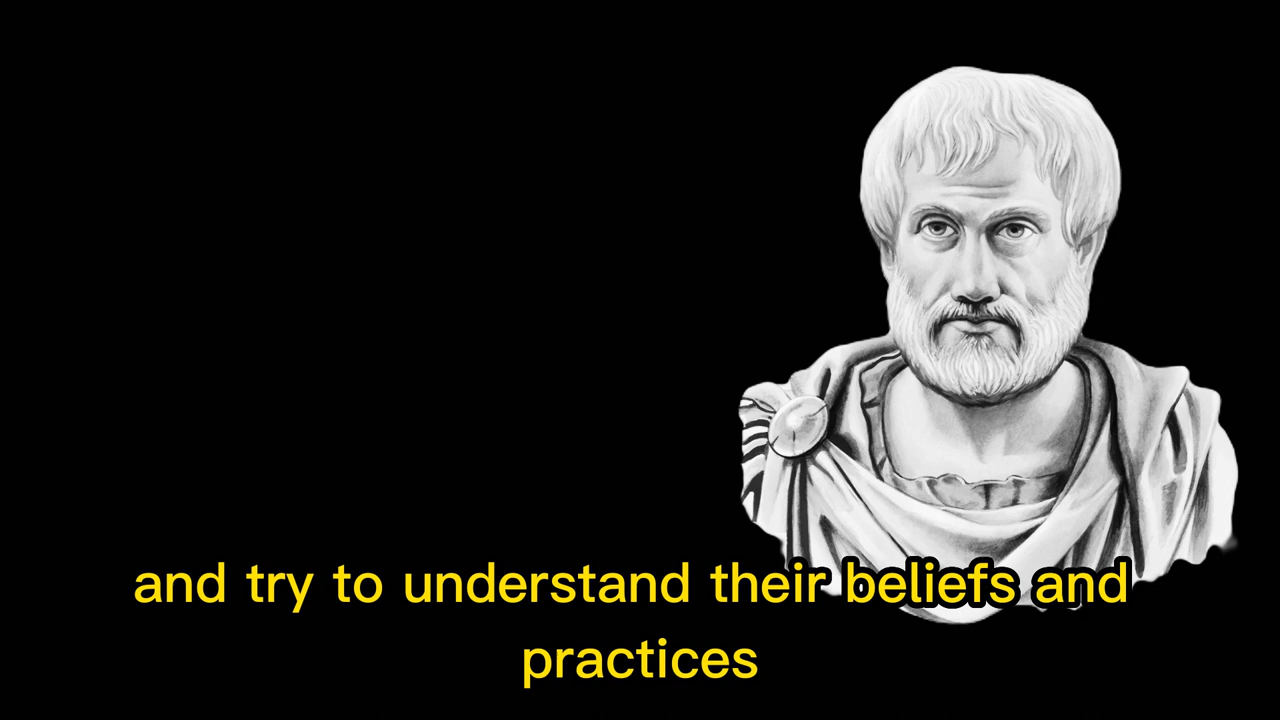 and try to understand their beliefs and
practices